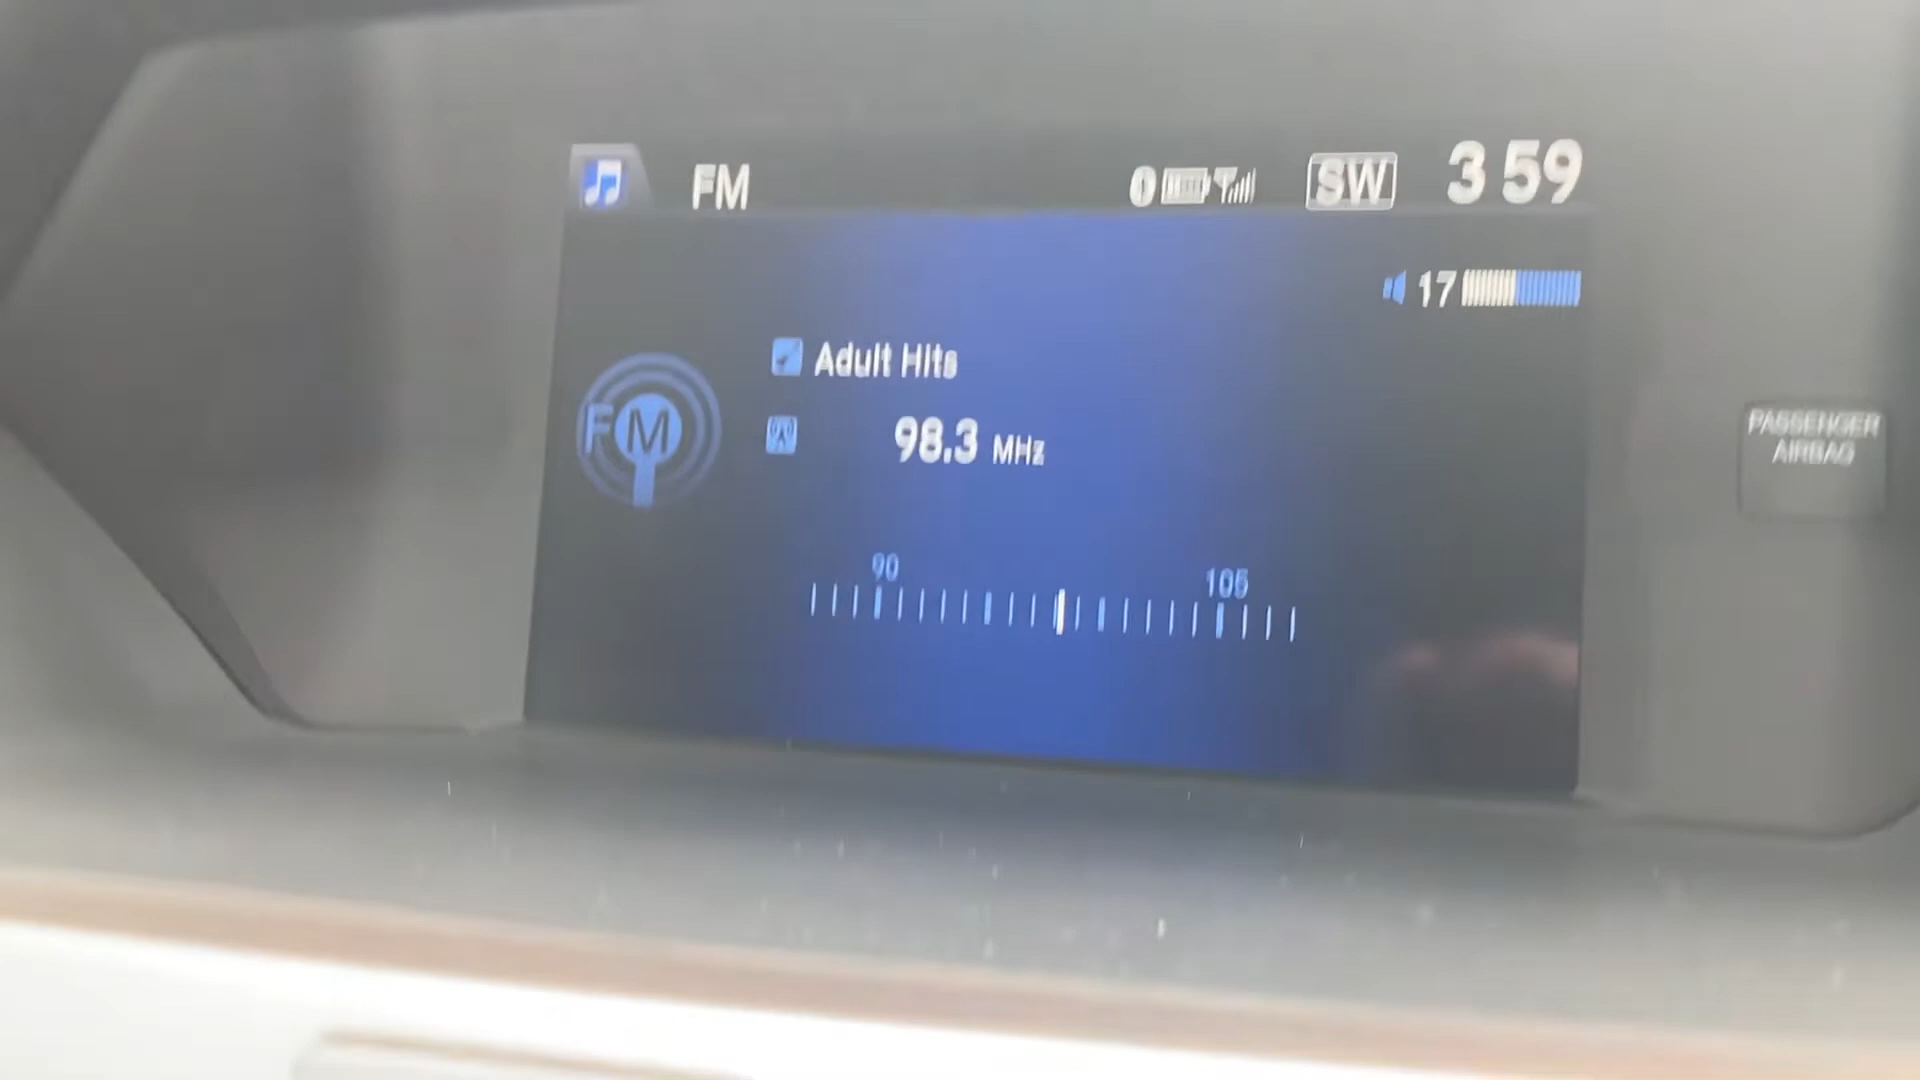 FM
SW
3 59
17
Adult Hits
FM
98.3 MHz
90
105
PASSENGER
AIRBAG